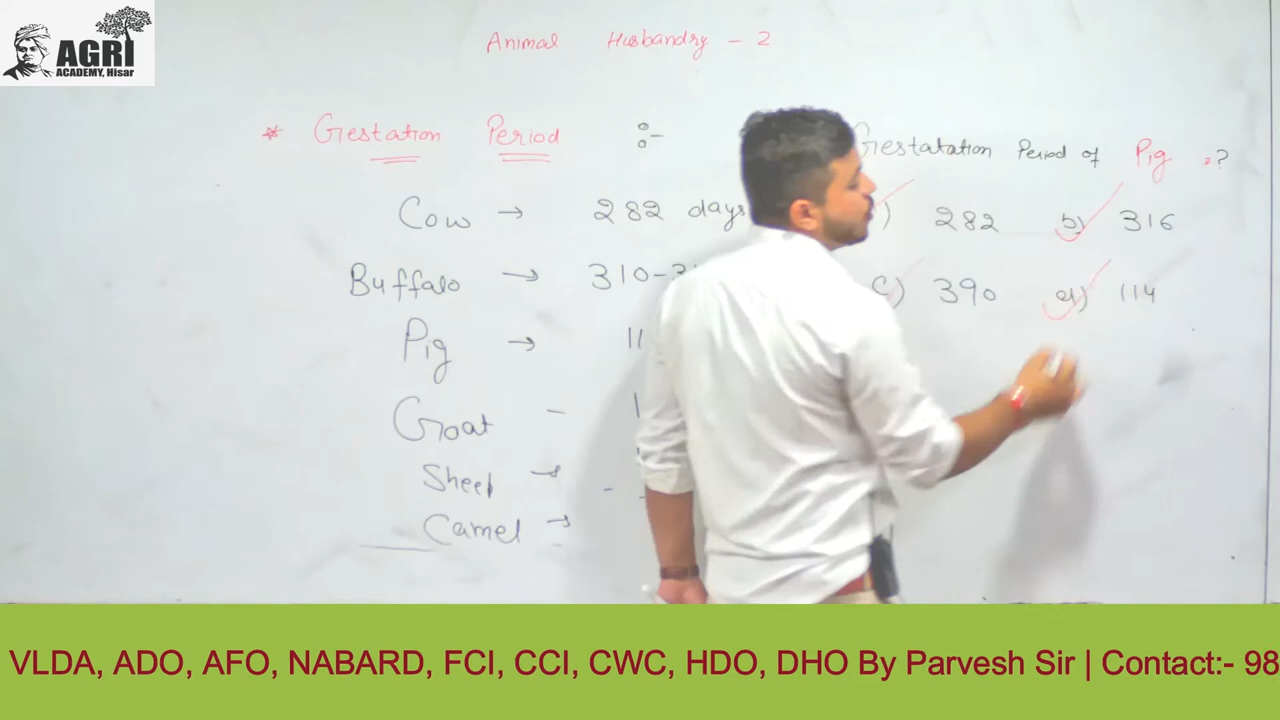 AGRI
ACADEMY, Hisar
Animal Husbandry - 2
* Gestation Period :-
Cow → 282 days
Buffalo → 310-3
Pig → 11
Goat - 1
Sheep → -
Camel →
Gestatation Period of Pig .?
) 282 b) 316
c) 390 d) 114
VLDA, ADO, AFO, NABARD, FCI, CCI, CWC, HDO, DHO By Parvesh Sir | Contact:- 98